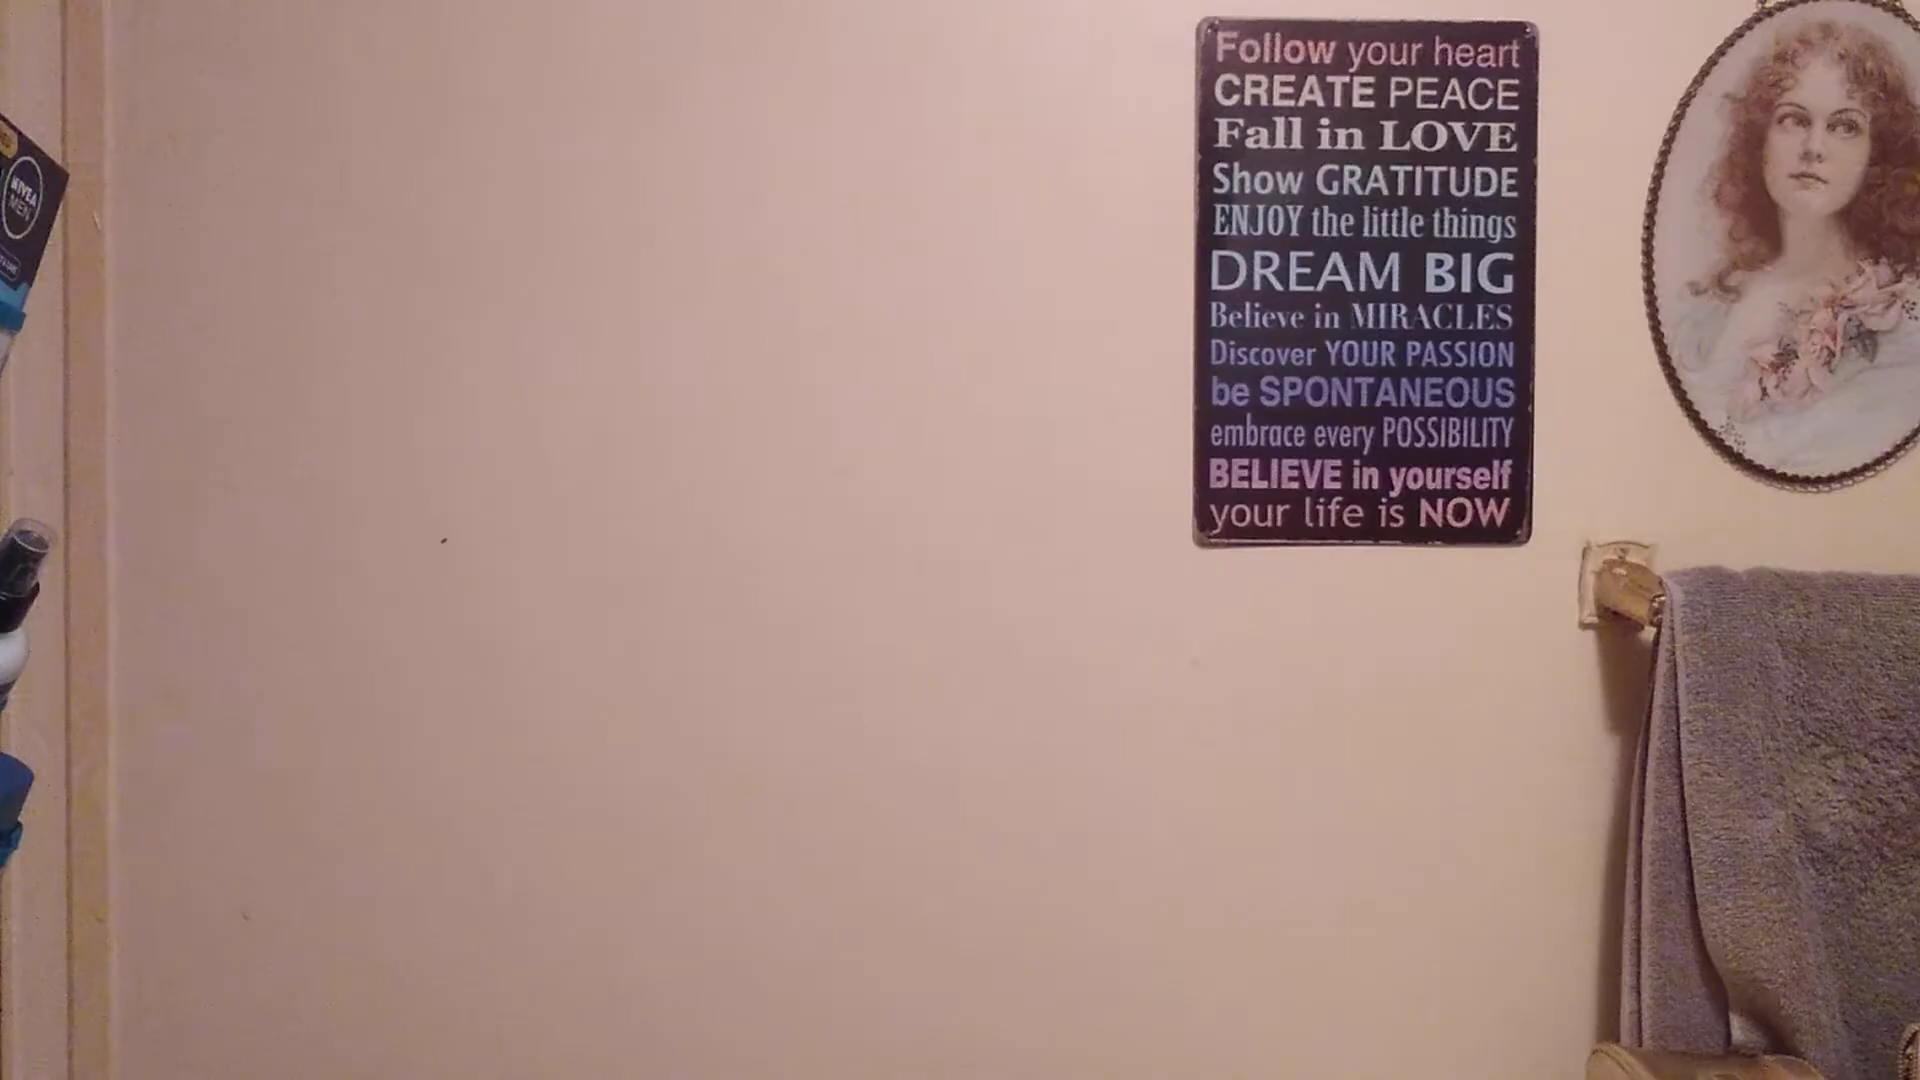 Follow your heart
CREATE PEACE
Fall in LOVE
Show GRATITUDE
ENJOY the little things
DREAM BIG
Believe in MIRACLES
Discover YOUR PASSION
be SPONTANEOUS
embrace every POSSIBILITY
BELIEVE in yourself
your life is NOW
NIVEA
MEN